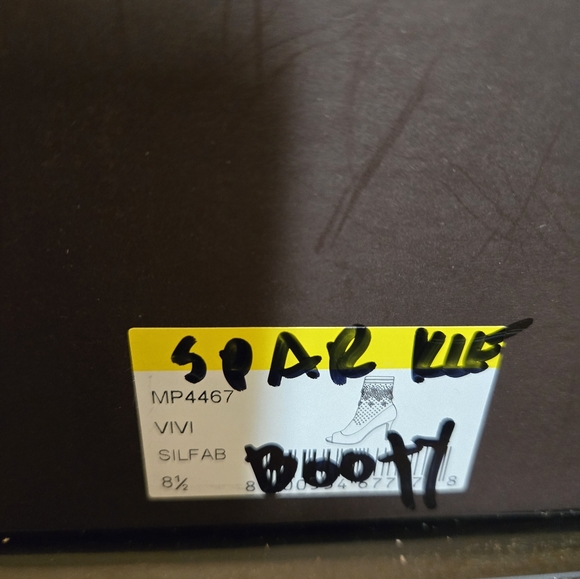 SPARKLE
MP4467
VIVI
SILFAB
8½
BOOTY